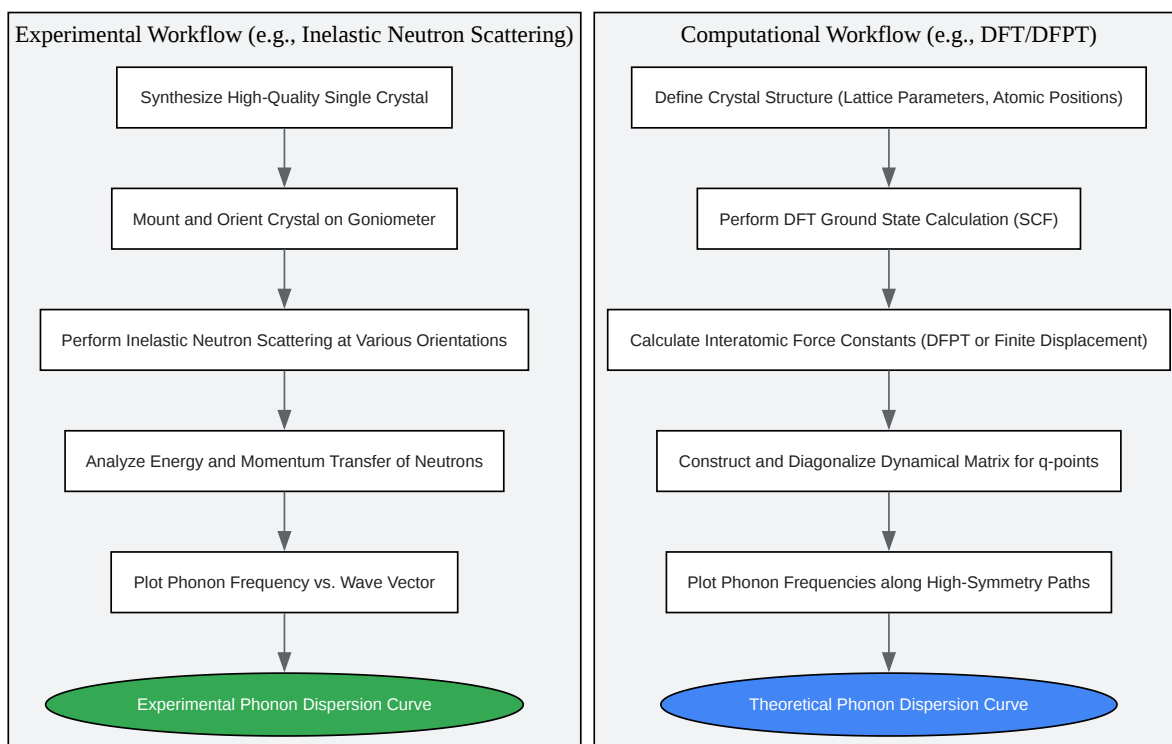 Experimental Workflow (e.g., Inelastic Neutron Scattering)
Synthesize High-Quality Single Crystal
Mount and Orient Crystal on Goniometer
Perform Inelastic Neutron Scattering at Various Orientations
Analyze Energy and Momentum Transfer of Neutrons
Plot Phonon Frequency vs. Wave Vector
Experimental Phonon Dispersion Curve
Computational Workflow (e.g., DFT/DFPT)
Define Crystal Structure (Lattice Parameters, Atomic Positions)
Perform DFT Ground State Calculation (SCF)
Calculate Interatomic Force Constants (DFPT or Finite Displacement)
Construct and Diagonalize Dynamical Matrix for q-points
Plot Phonon Frequencies along High-Symmetry Paths
Theoretical Phonon Dispersion Curve